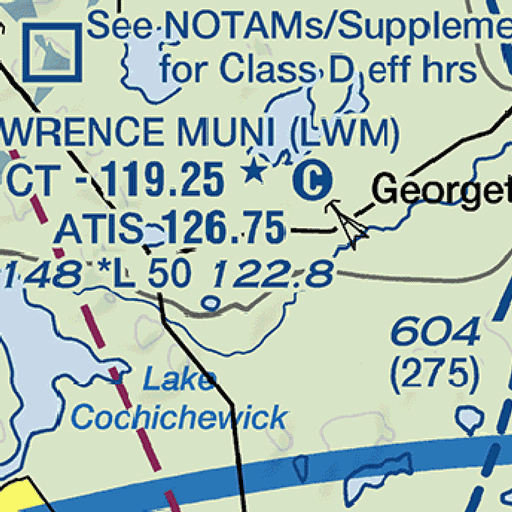 See NOTAMs/Suppleme
for Class D eff hrs
WRENCE MUNI (LWM)
CT - 119.25 ★ C
Georget
ATIS 126.75
148 *L 50 122.8
604
(275)
Lake
Cochichewick